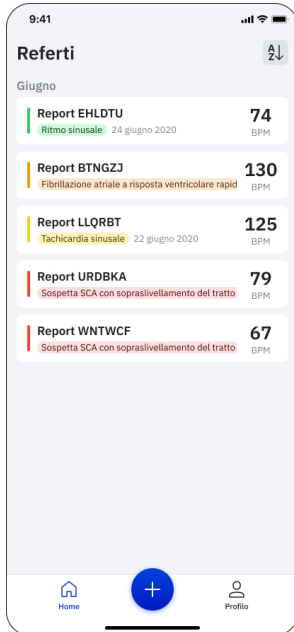 9:41
Referti
A
Z
Giugno
Report EHLDTU
74
Ritmo sinusale 24 giugno 2020
BPM
Report BTNGZJ
130
Fibrillazione atriale a risposta ventricolare rapid
BPM
Report LLQRBT
125
Tachicardia sinusale 22 giugno 2020
BPM
Report URDBKA
79
Sospetta SCA con sopraslivellamento del tratto
BPM
Report WNTWCF
67
Sospetta SCA con sopraslivellamento del tratto
BPM
Home
Profilo